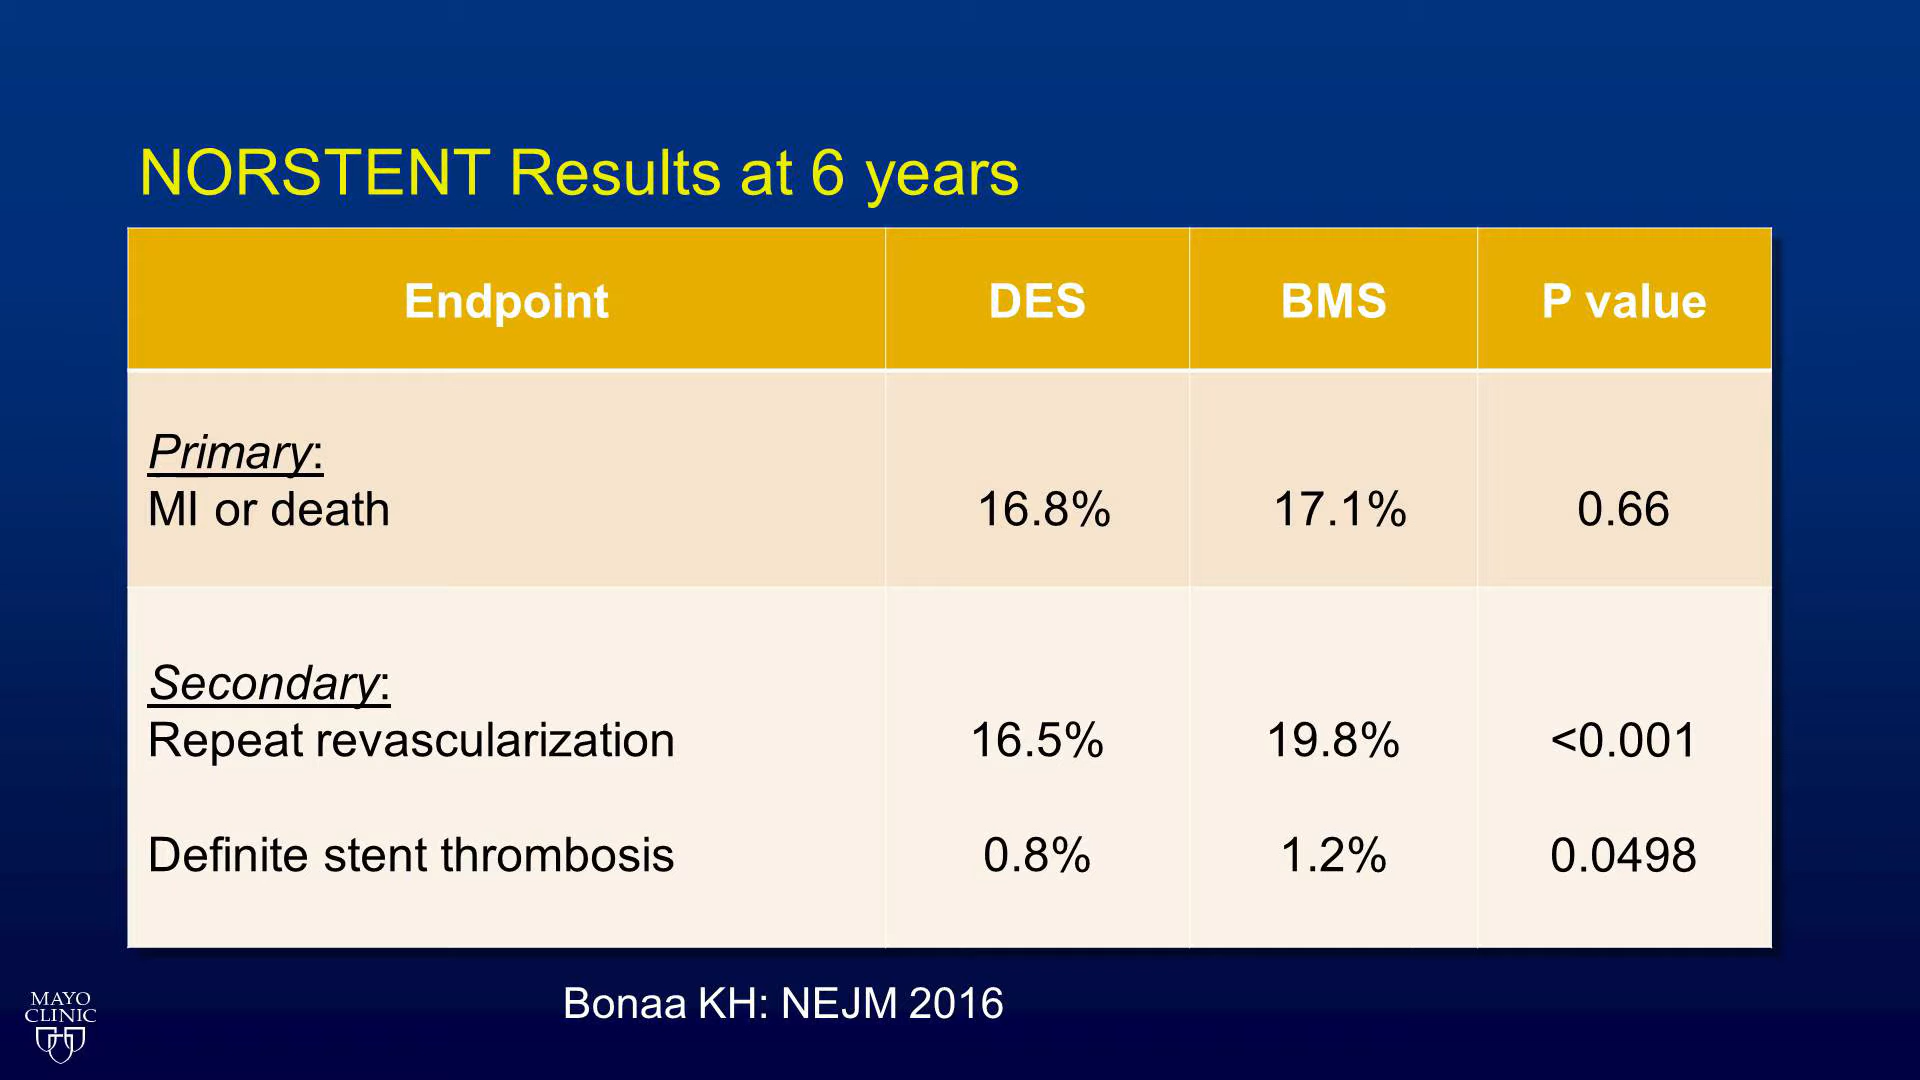 NORSTENT Results at 6 years
Endpoint DES BMS P value
Primary:
MI or death 16.8% 17.1% 0.66
Secondary:
Repeat revascularization 16.5% 19.8% <0.001
Definite stent thrombosis 0.8% 1.2% 0.0498
Bonaa KH: NEJM 2016
MAYO
CLINIC